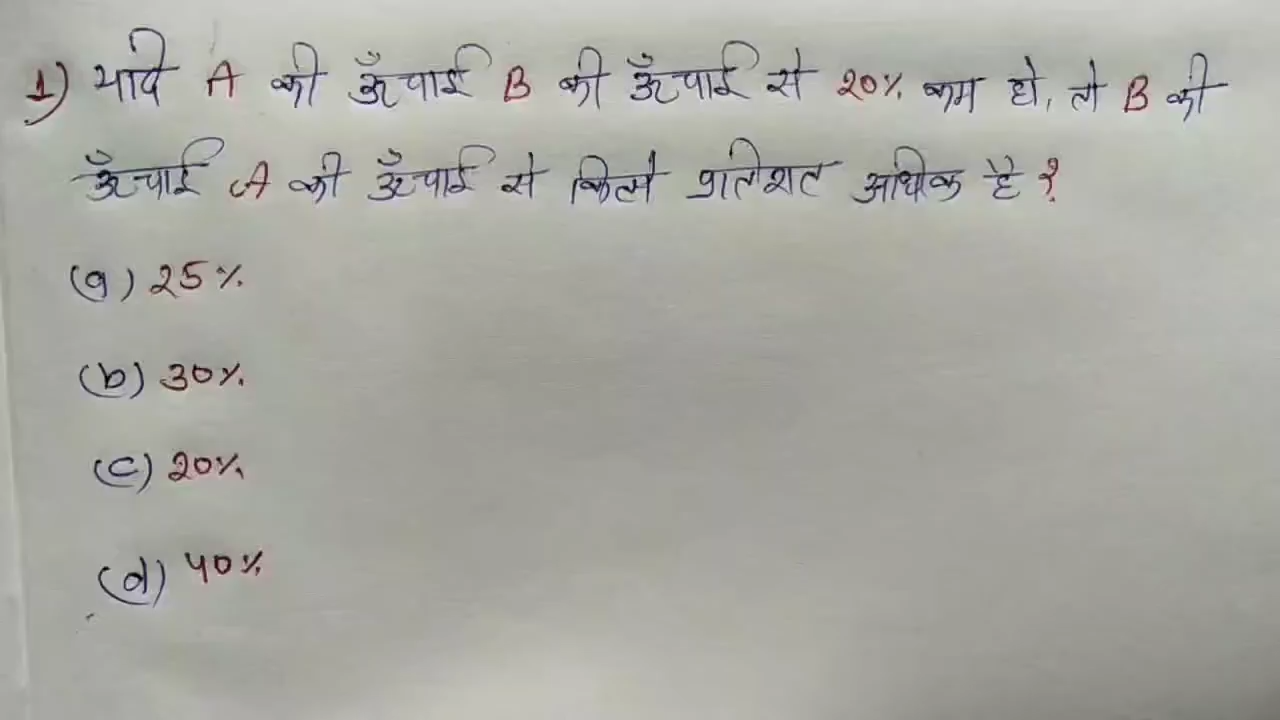 1) यदि A की ऊँचाई B की ऊँचाई से 20% कम हो, तो B की
ऊँचाई A की ऊँचाई से कितने प्रतिशत अधिक है ?
(a) 25%
(b) 30%
(c) 20%
(d) 40%